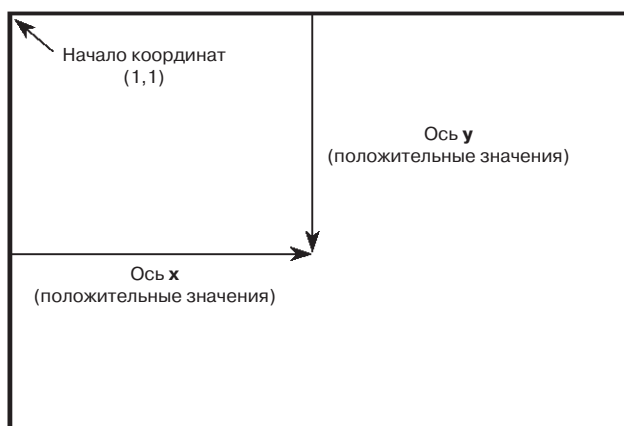 Начало координат
(1,1)
Ось y
(положительные значения)
Ось x
(положительные значения)